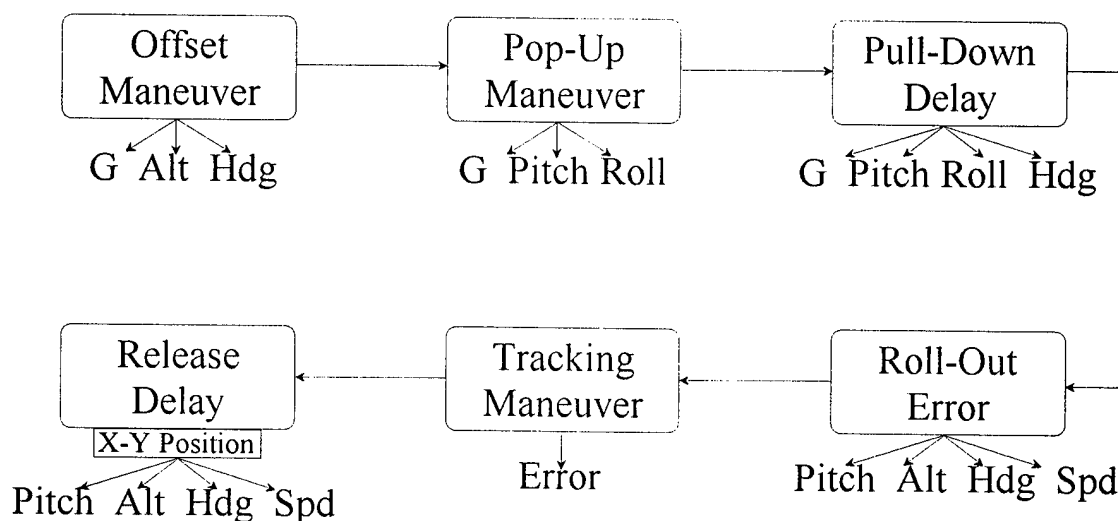 Offset
Maneuver
G Alt Hdg
Pop-Up
Maneuver
G Pitch Roll
Pull-Down
Delay
G Pitch Roll Hdg
Release
Delay
X-Y Position
Pitch Alt Hdg Spd
Tracking
Maneuver
Error
Roll-Out
Error
Pitch Alt Hdg Spd